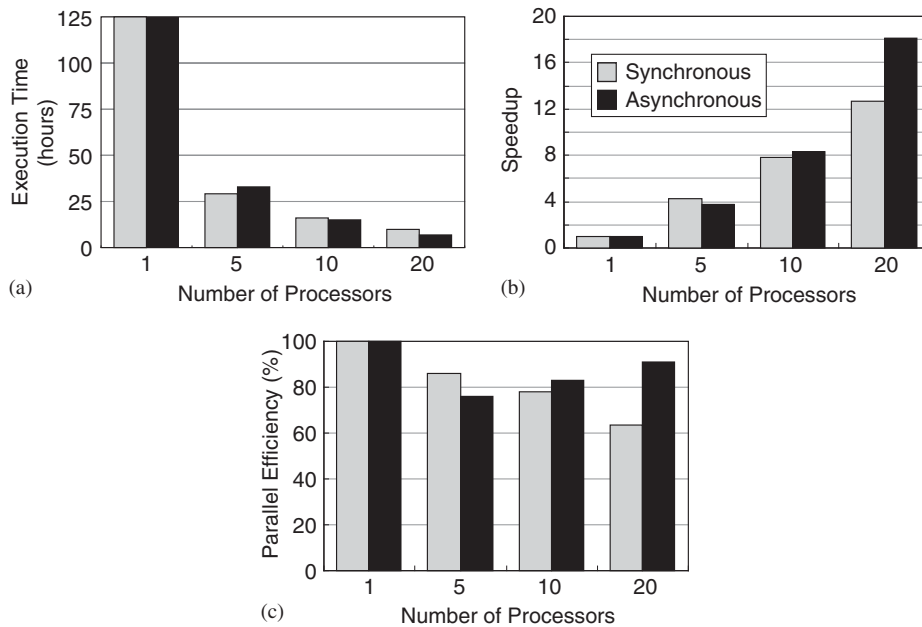 125
100
75
50
25
0
Execution Time
(hours)
1 5 10 20
(a)
Number of Processors
20
16
12
8
4
0
Speedup
Synchronous
Asynchronous
1 5 10 20
(b)
Number of Processors
100
80
60
40
20
0
Parallel Efficiency (%)
1 5 10 20
(c)
Number of Processors